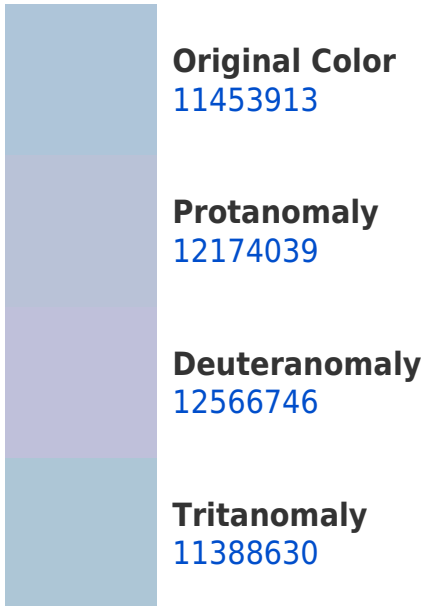 Original Color
11453913
Protanomaly
12174039
Deuteranomaly
12566746
Tritanomaly
11388630